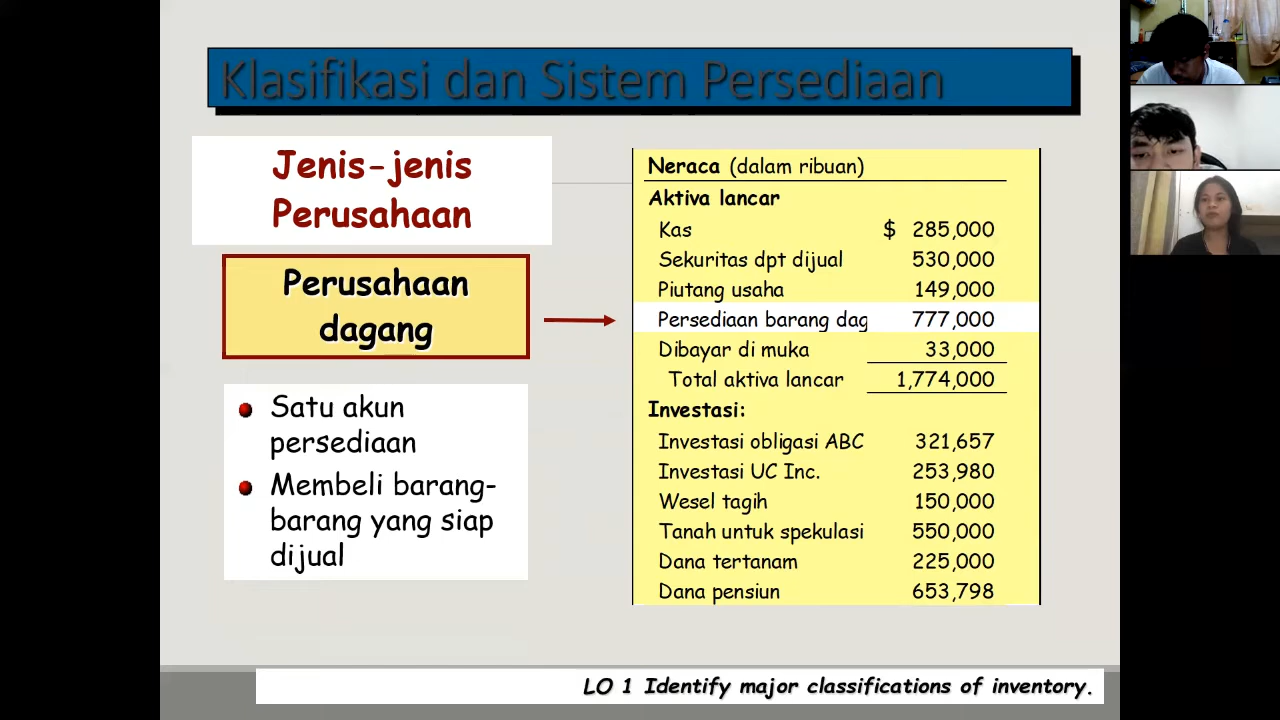 Klasifikasi dan Sistem Persediaan
Jenis-jenis
Perusahaan
Perusahaan
dagang
Satu akun
persediaan
Membeli barang-
barang yang siap
dijual
Neraca (dalam ribuan)
Aktiva lancar
Kas $ 285,000
Sekuritas dpt dijual 530,000
Piutang usaha 149,000
Persediaan barang dag 777,000
Dibayar di muka 33,000
Total aktiva lancar 1,774,000
Investasi:
Investasi obligasi ABC 321,657
Investasi UC Inc. 253,980
Wesel tagih 150,000
Tanah untuk spekulasi 550,000
Dana tertanam 225,000
Dana pensiun 653,798
LO 1 Identify major classifications of inventory.